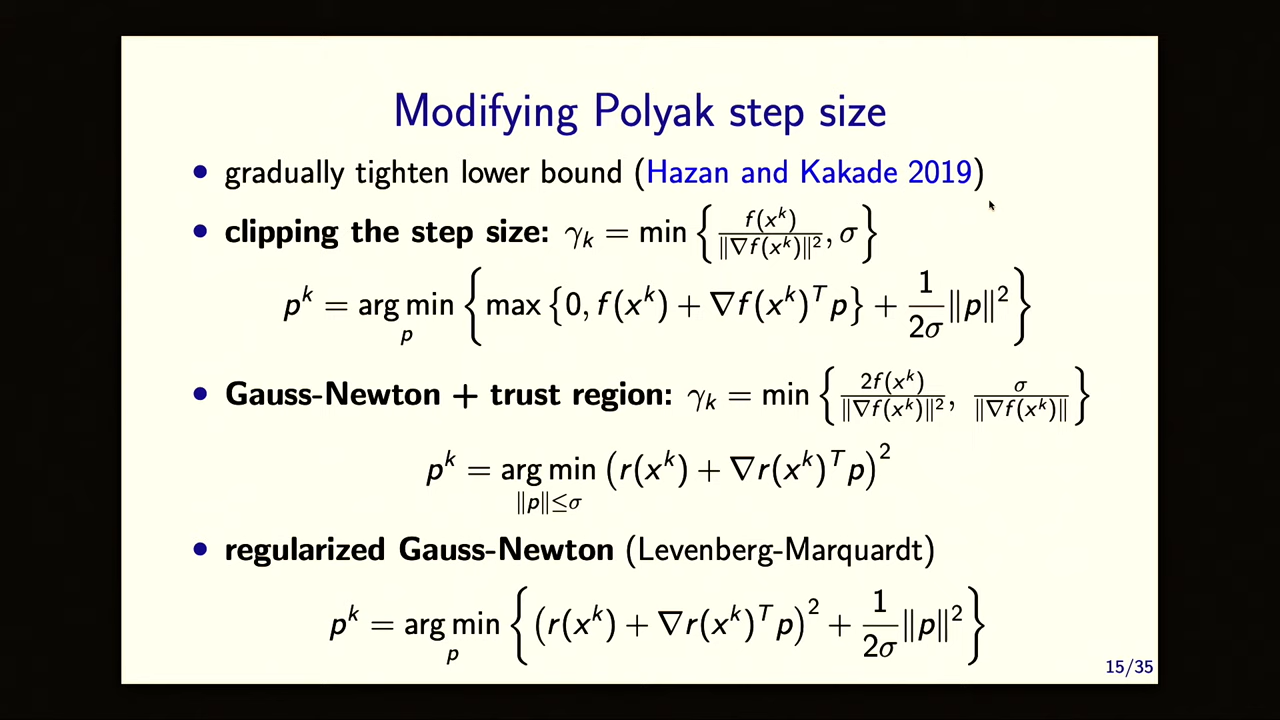 Modifying Polyak step size
• gradually tighten lower bound (Hazan and Kakade 2019)
• clipping the step size: γ_k = min { f(x^k) / ‖∇f(x^k)‖², σ }
p^k = arg min_p { max {0, f(x^k) + ∇f(x^k)^T p} + 1/(2σ) ‖p‖² }
• Gauss-Newton + trust region: γ_k = min { 2f(x^k) / ‖∇f(x^k)‖², σ / ‖∇f(x^k)‖ }
p^k = arg min_{‖p‖≤σ} (r(x^k) + ∇r(x^k)^T p)²
• regularized Gauss-Newton (Levenberg-Marquardt)
p^k = arg min_p { (r(x^k) + ∇r(x^k)^T p)² + 1/(2σ) ‖p‖² }
15/35